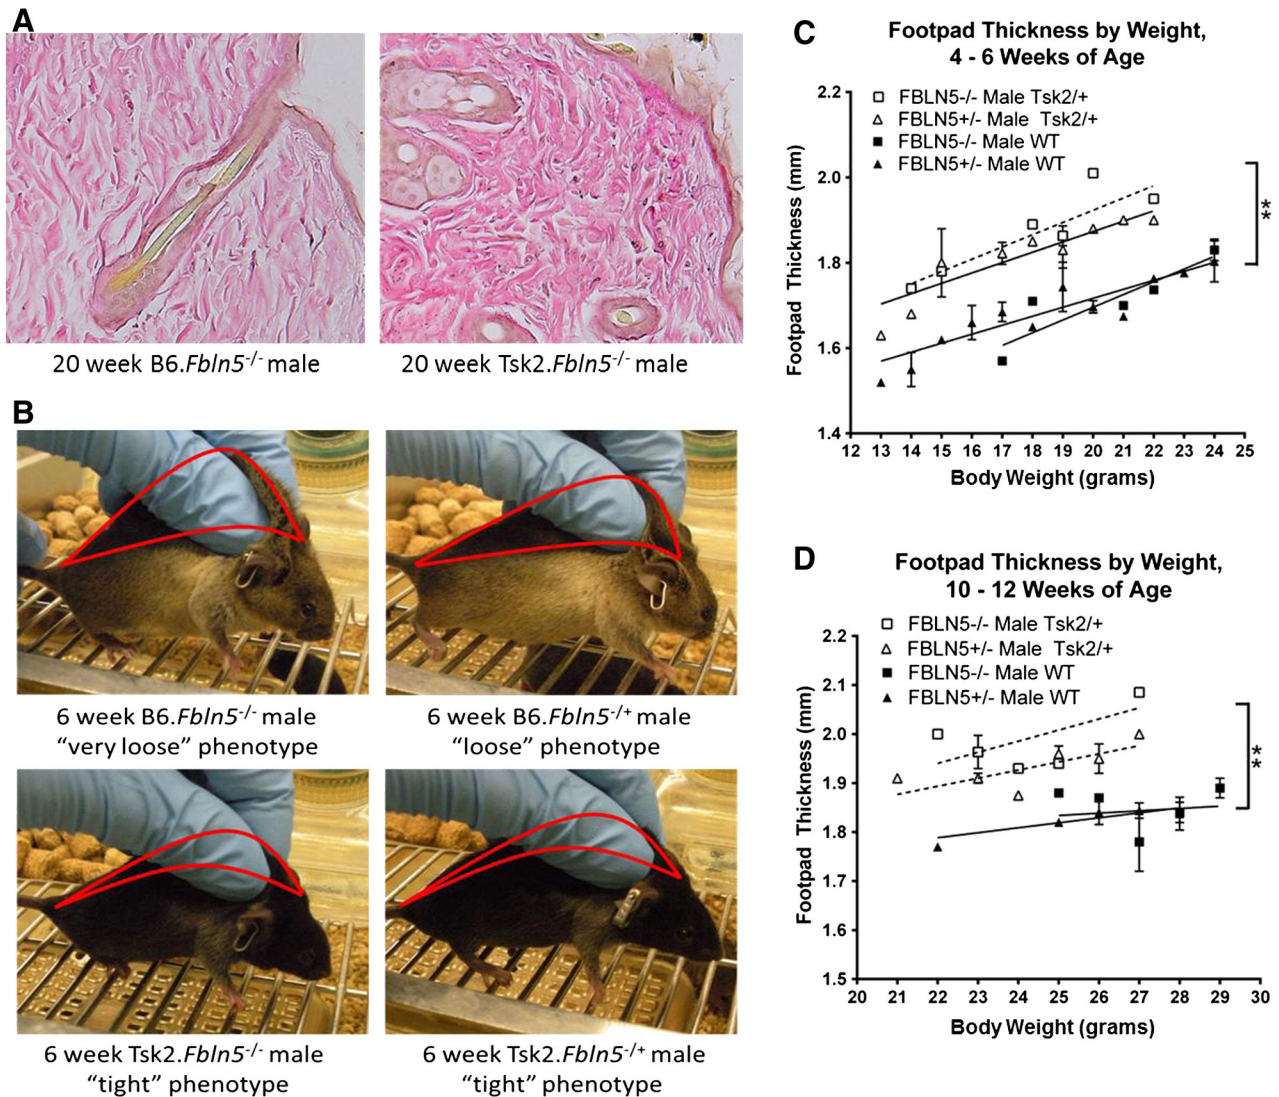 A
20 week B6.Fbln5-/- male
20 week Tsk2.Fbln5-/- male
B
6 week B6.Fbln5-/- male
"very loose" phenotype
6 week B6.Fbln5-/+ male
"loose" phenotype
6 week Tsk2.Fbln5-/- male
"tight" phenotype
6 week Tsk2.Fbln5-/+ male
"tight" phenotype
C
Footpad Thickness by Weight,
4 - 6 Weeks of Age
FBLN5-/- Male Tsk2/+
FBLN5+/- Male Tsk2/+
FBLN5-/- Male WT
FBLN5+/- Male WT
Footpad Thickness (mm)
2.2
2.0
1.8
1.6
1.4
**
12 13 14 15 16 17 18 19 20 21 22 23 24 25
Body Weight (grams)
D
Footpad Thickness by Weight,
10 - 12 Weeks of Age
FBLN5-/- Male Tsk2/+
FBLN5+/- Male Tsk2/+
FBLN5-/- Male WT
FBLN5+/- Male WT
Footpad Thickness (mm)
2.2
2.1
2.0
1.9
1.8
1.7
1.6
1.5
**
20 21 22 23 24 25 26 27 28 29 30
Body Weight (grams)